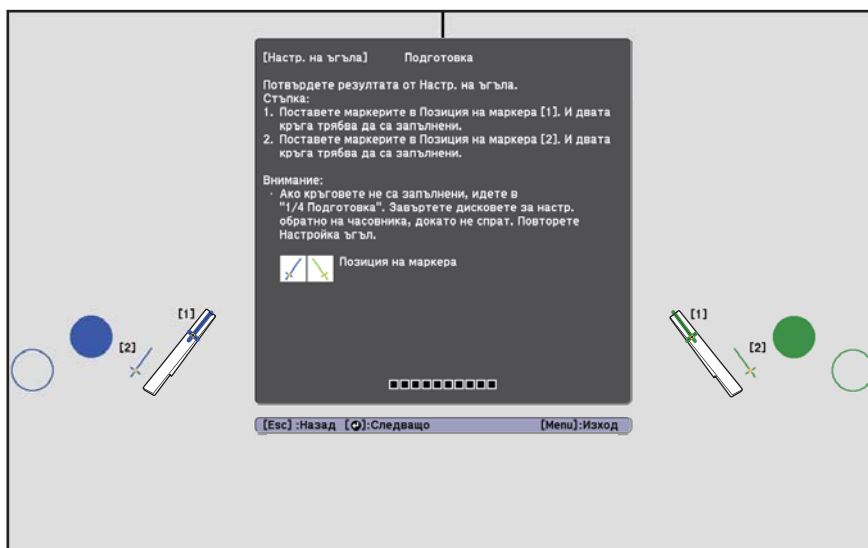 [Настр. на ъгъла] Подготовка
Потвърдете резултата от Настр. на ъгъла.
Стъпка:
1. Поставете маркерите в Позиция на маркера [1]. И двата
кръга трябва да са запълнени.
2. Поставете маркерите в Позиция на маркера [2]. И двата
кръга трябва да са запълнени.
Внимание:
· Ако кръговете не са запълнени, идете в
"1/4 Подготовка". Завъртете дисковете за настр.
обратно на часовника, докато не спрат. Повторете
Настройка ъгъл.
Позиция на маркера
[1] [1]
[2] [2]
[Esc] :Назад [⏎]:Следващо [Menu]:Изход